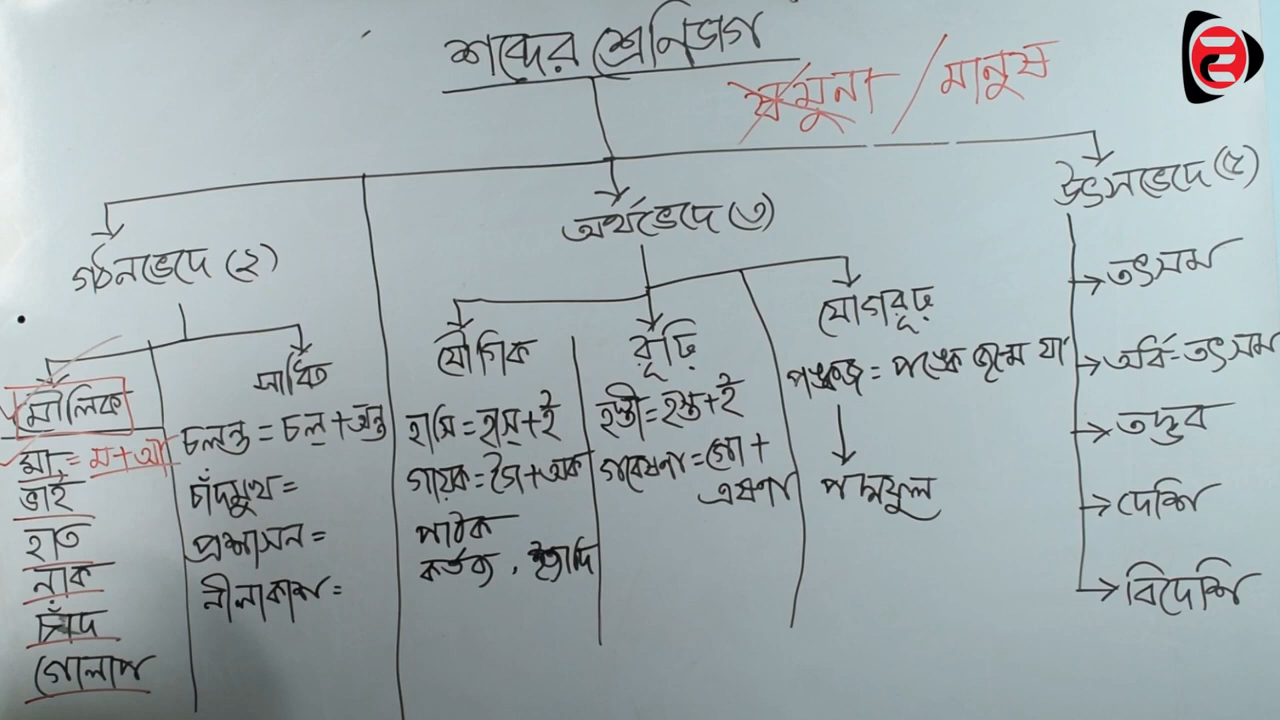 শব্দের শ্রেনিভাগ
যমুনা / মানুষ
গঠনভেদে (২)
অর্থভেদে (৩)
উৎসভেদে (৫)
মৌলিক
মা = ম+আ
ভাই
হাত
নাক
চাঁদ
গোলাপ
সাধিত
চলন্ত = চল্+অন্ত
চাঁদমুখ =
প্রশাসন =
নীলাকাশ =
যৌগিক
হাসি = হাস্+ই
গায়ক = গৈ+অক
পাঠক
কর্তব্য, ইত্যাদি
রূঢ়ি
হস্তী = হস্ত+ই
গবেষণা = গো +
এষণা
যোগরূঢ়
পঙ্কজ = পঙ্কে জন্মে যা
পদ্মফুল
তৎসম
অর্ধ-তৎসম
তদ্ভব
দেশি
বিদেশি